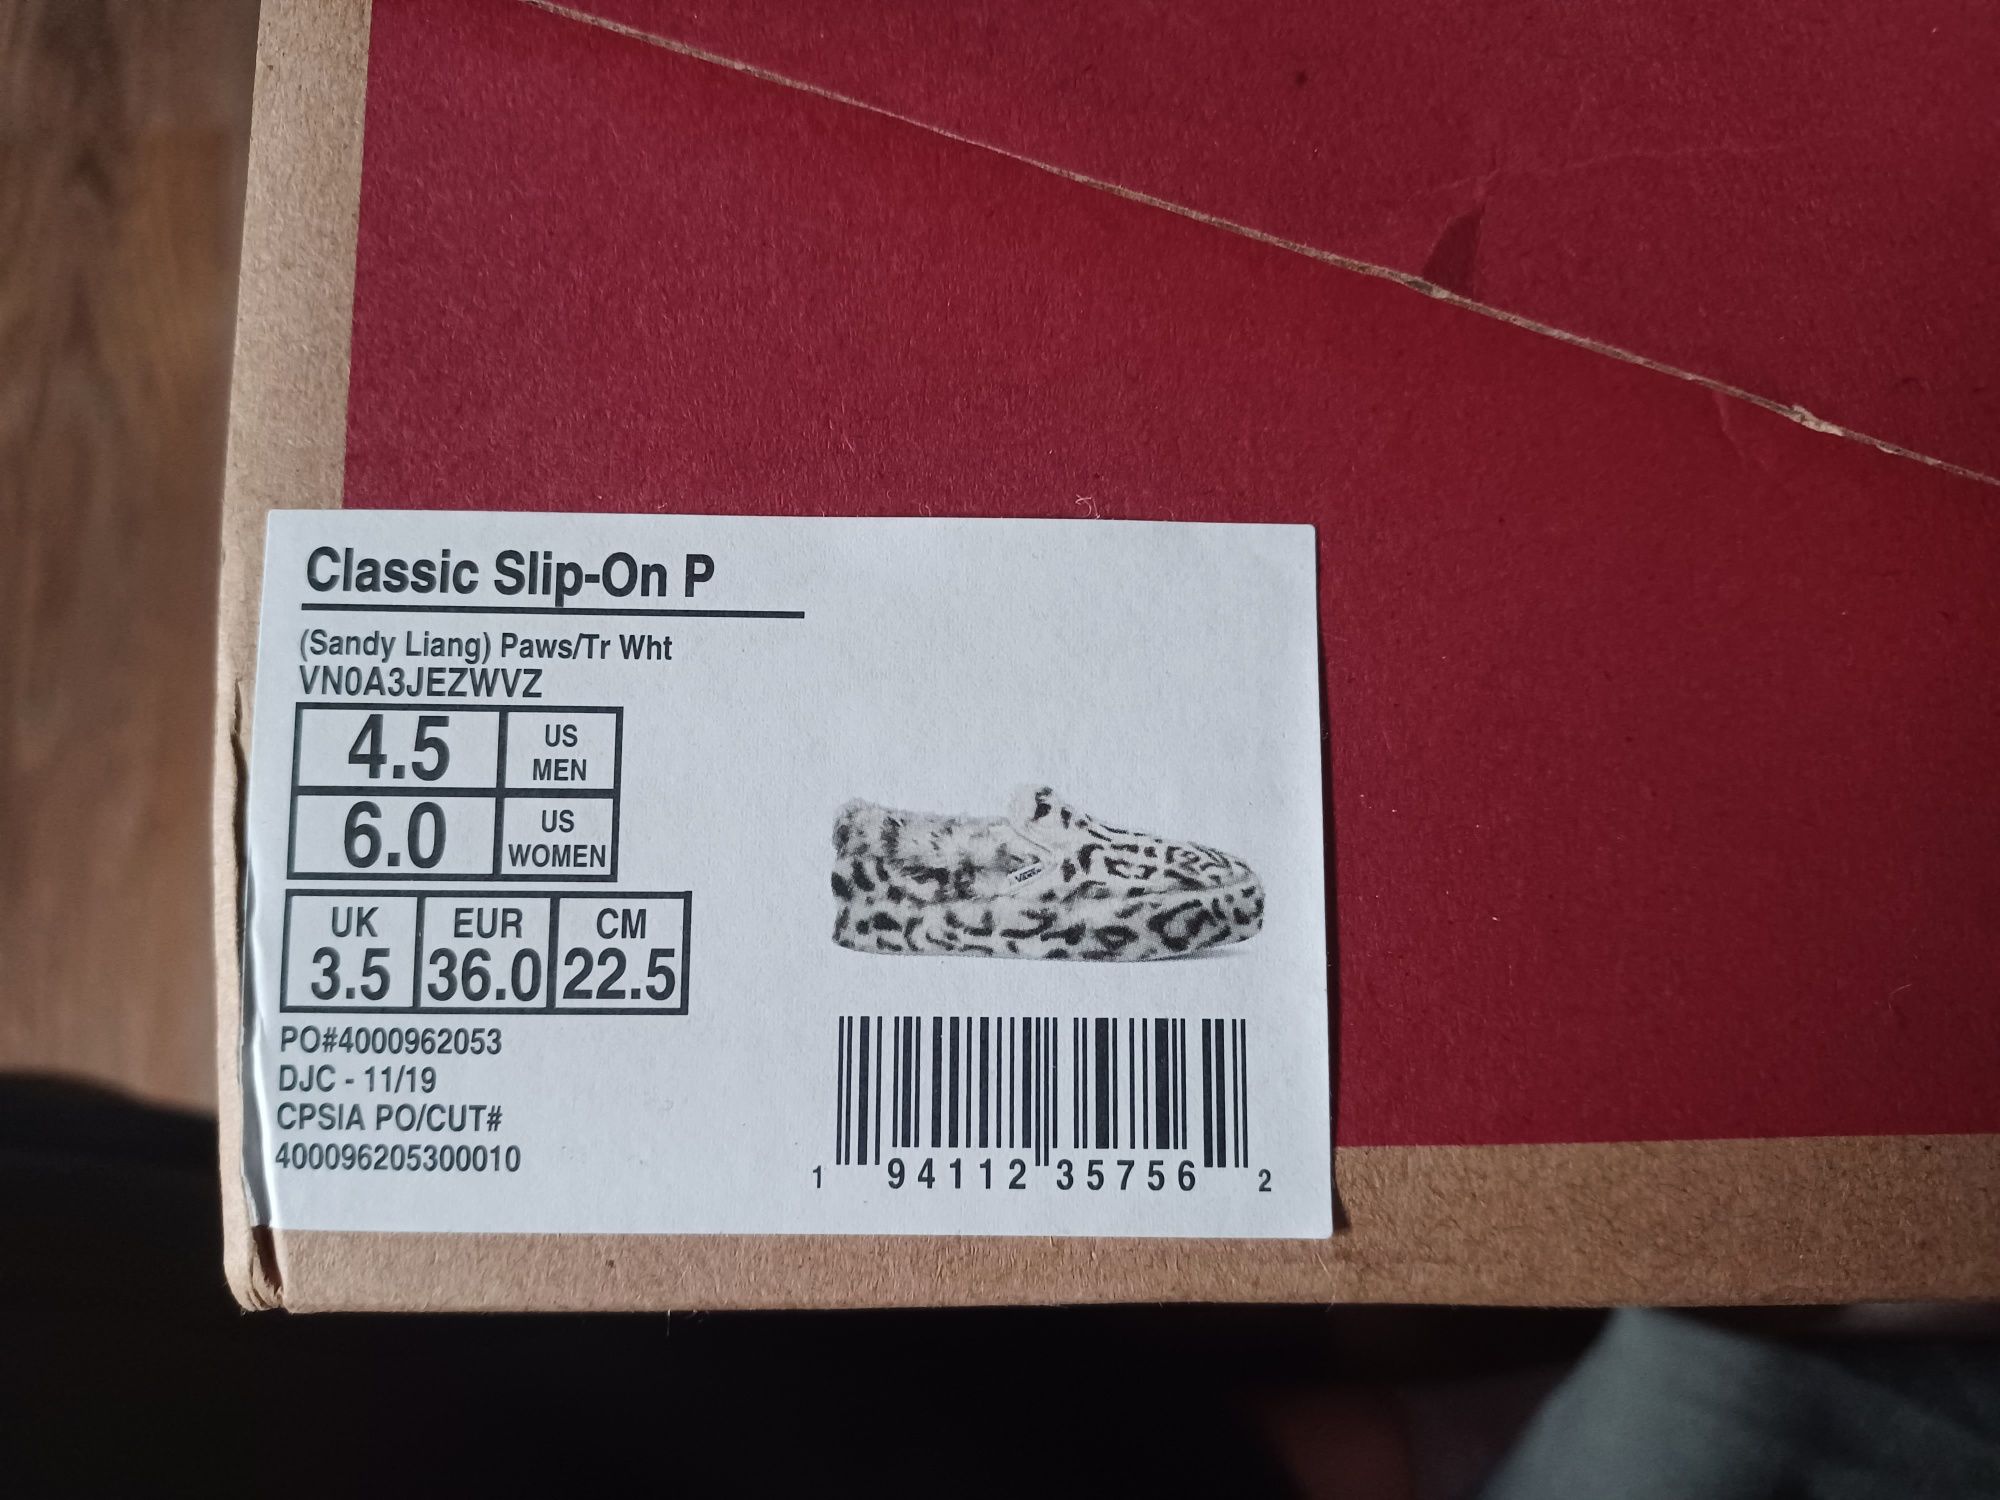 Classic Slip-On P
(Sandy Liang) Paws/Tr Wht
VN0A3JEZWVZ
4.5 US MEN
6.0 US WOMEN
UK EUR CM
3.5 36.0 22.5
PO#4000962053
DJC - 11/19
CPSIA PO/CUT#
400096205300010
VANS
1 94112 35756 2